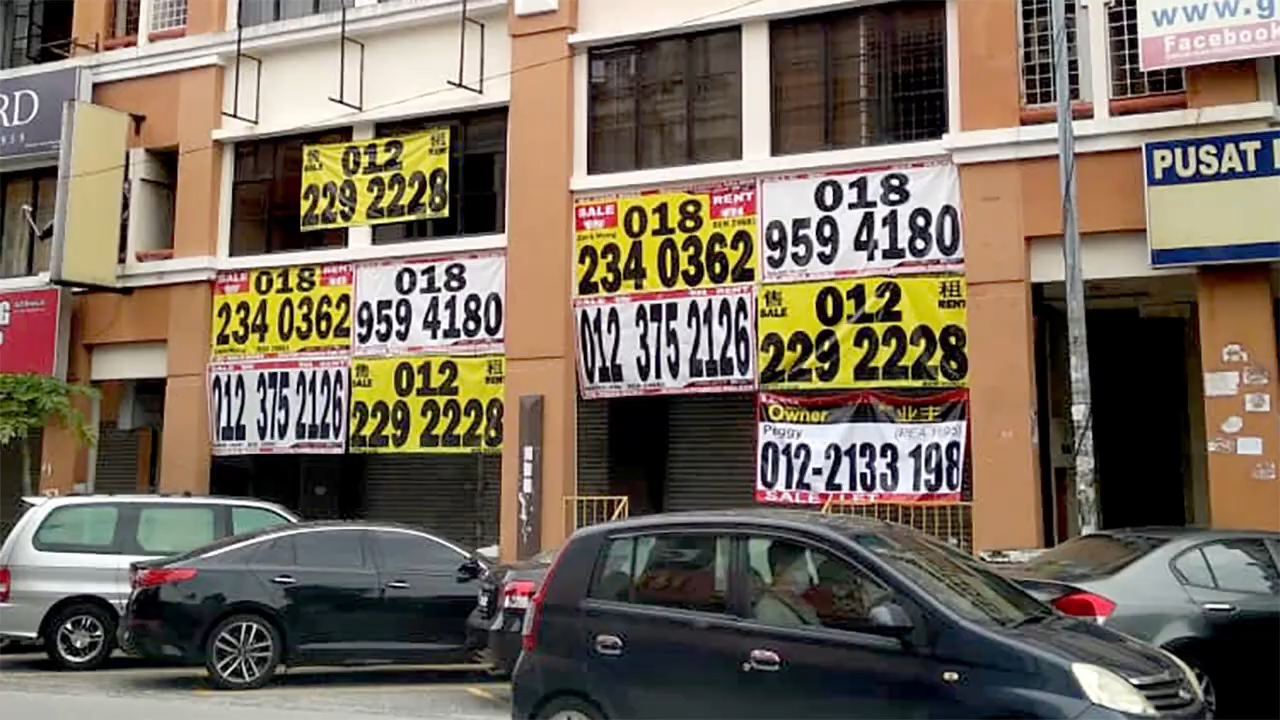 RD
www.g
Facebook
PUSAT
012
229 2228
RENT
SALE
018
RENT
234 0362
018
959 4180
012 375 2126
SALE
012
RENT
229 2228
SALE
018
RENT
234 0362
018
959 4180
012 375 2126
售
SALE
012
租
RENT
229 2228
Owner 业主
Peggy
012-2133 198
SALE LET